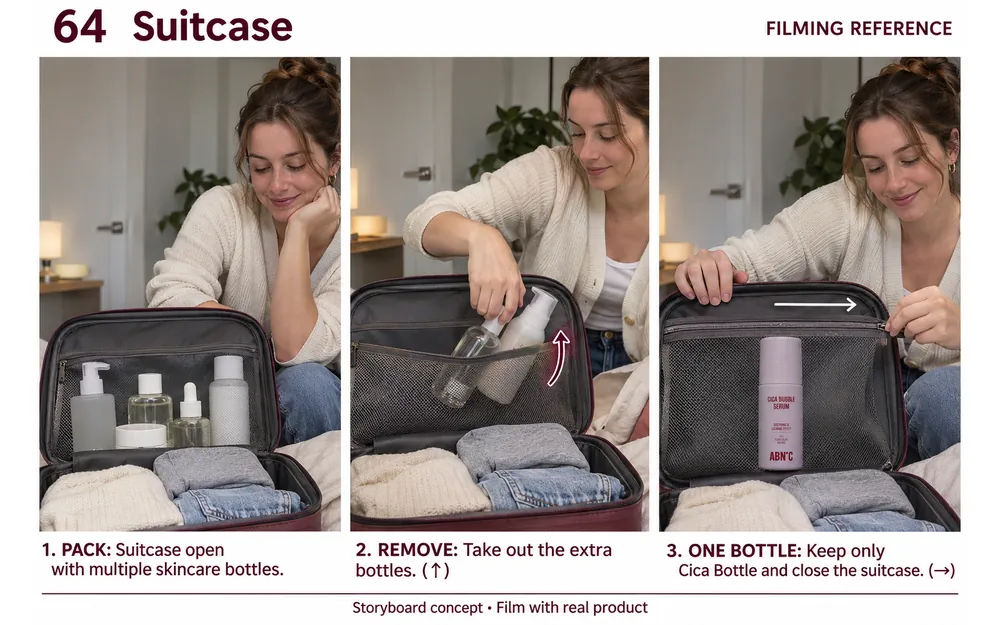 64 Suitcase
FILMING REFERENCE
CICA BUBBLE
SERUM
ABN°C
1. PACK: Suitcase open
with multiple skincare bottles.
2. REMOVE: Take out the extra
bottles. (↑)
3. ONE BOTTLE: Keep only
Cica Bottle and close the suitcase. (→)
Storyboard concept • Film with real product